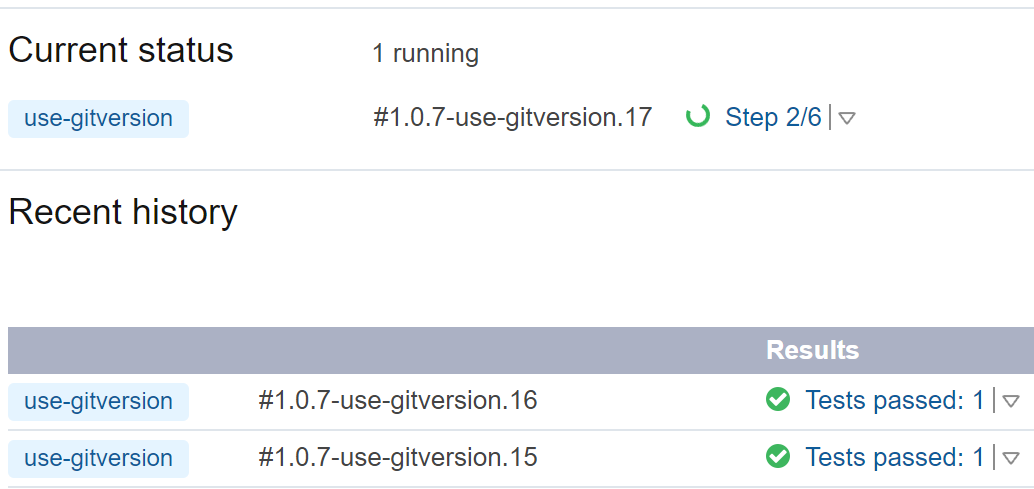 Current status 1 running
use-gitversion #1.0.7-use-gitversion.17 Step 2/6
Recent history
Results
use-gitversion #1.0.7-use-gitversion.16 Tests passed: 1
use-gitversion #1.0.7-use-gitversion.15 Tests passed: 1